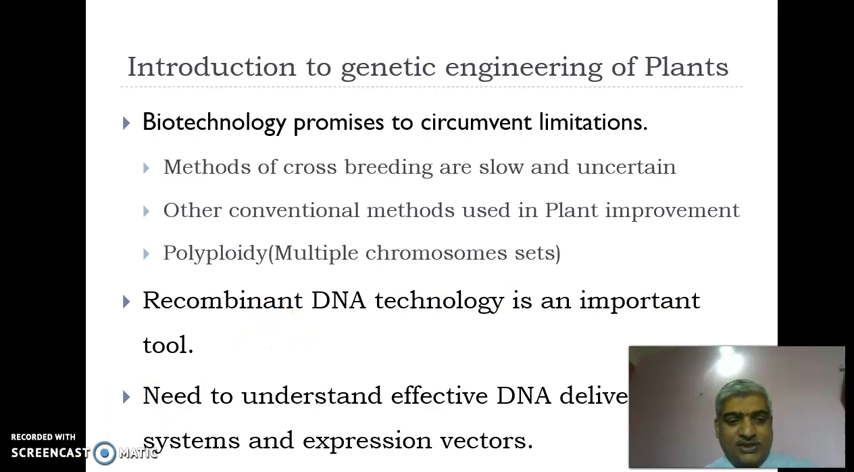 Introduction to genetic engineering of Plants
Biotechnology promises to circumvent limitations.
Methods of cross breeding are slow and uncertain
Other conventional methods used in Plant improvement
Polyploidy(Multiple chromosomes sets)
Recombinant DNA technology is an important
tool.
Need to understand effective DNA delive
systems and expression vectors.
RECORDED WITH
SCREENCAST MATIC